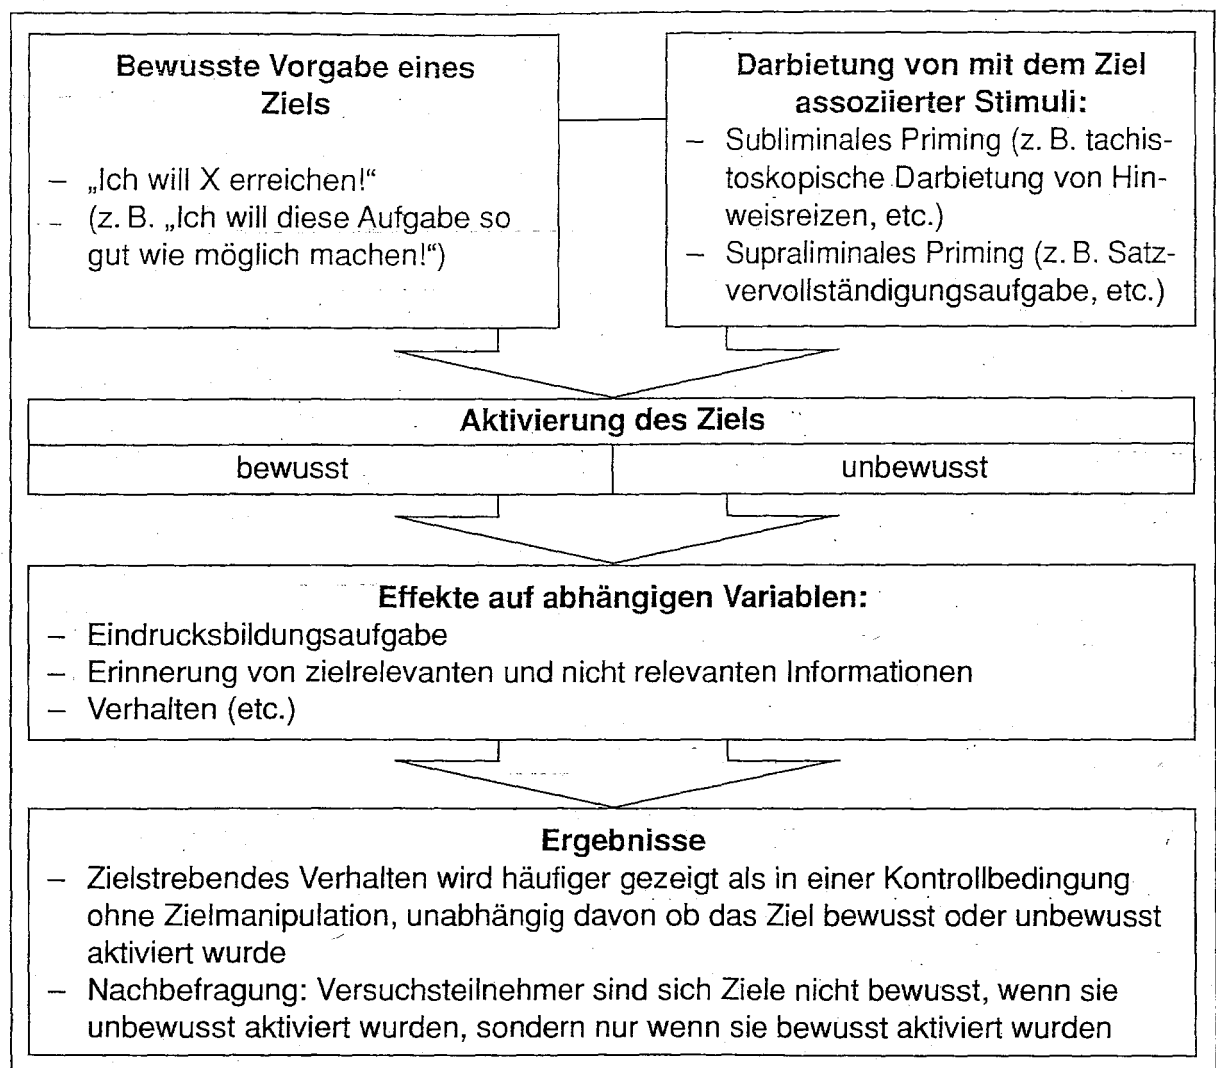 Bewusste Vorgabe eines
Ziels
– „Ich will X erreichen!“
– (z. B. „Ich will diese Aufgabe so
gut wie möglich machen!“)
Darbietung von mit dem Ziel
assoziierter Stimuli:
– Subliminales Priming (z. B. tachis-
toskopische Darbietung von Hin-
weisreizen, etc.)
– Supraliminales Priming (z. B. Satz-
vervollständigungsaufgabe, etc.)
Aktivierung des Ziels
bewusst
unbewusst
Effekte auf abhängigen Variablen:
– Eindrucksbildungsaufgabe
– Erinnerung von zielrelevanten und nicht relevanten Informationen
– Verhalten (etc.)
Ergebnisse
– Zielstrebendes Verhalten wird häufiger gezeigt als in einer Kontrollbedingung
ohne Zielmanipulation, unabhängig davon ob das Ziel bewusst oder unbewusst
aktiviert wurde
– Nachbefragung: Versuchsteilnehmer sind sich Ziele nicht bewusst, wenn sie
unbewusst aktiviert wurden, sondern nur wenn sie bewusst aktiviert wurden